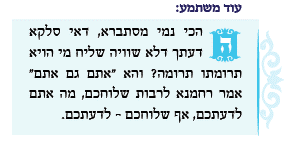 עוד משתמע:
ה הכי נמי מסתברא, דאי סלקא
דעתך דלא שוויה שליח מי הויא
תרומתו תרומה? והא "אתם גם אתם"
אמר רחמנא לרבות שלוחכם, מה אתם
לדעתכם, אף שלוחכם ~ לדעתכם.